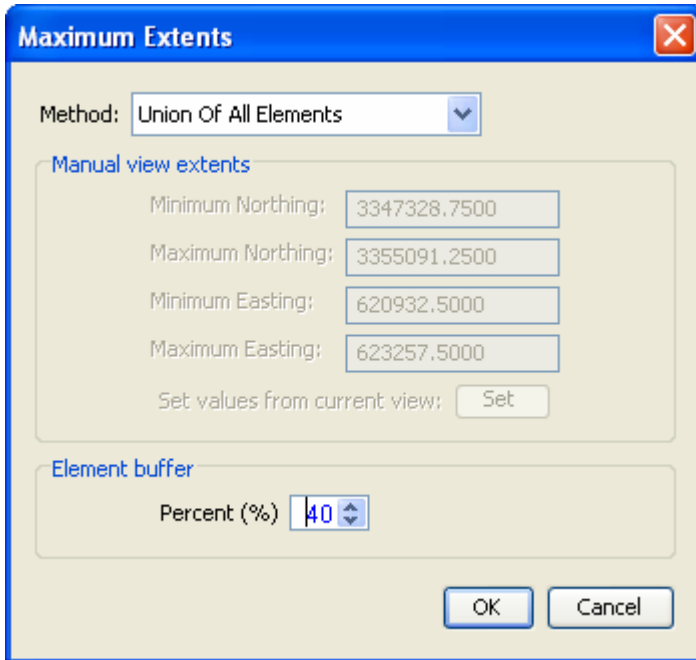 Maximum Extents
Method: Union Of All Elements
Manual view extents
Minimum Northing: 3347328.7500
Maximum Northing: 3355091.2500
Minimum Easting: 620932.5000
Maximum Easting: 623257.5000
Set values from current view: Set
Element buffer
Percent (%) 40
OK Cancel